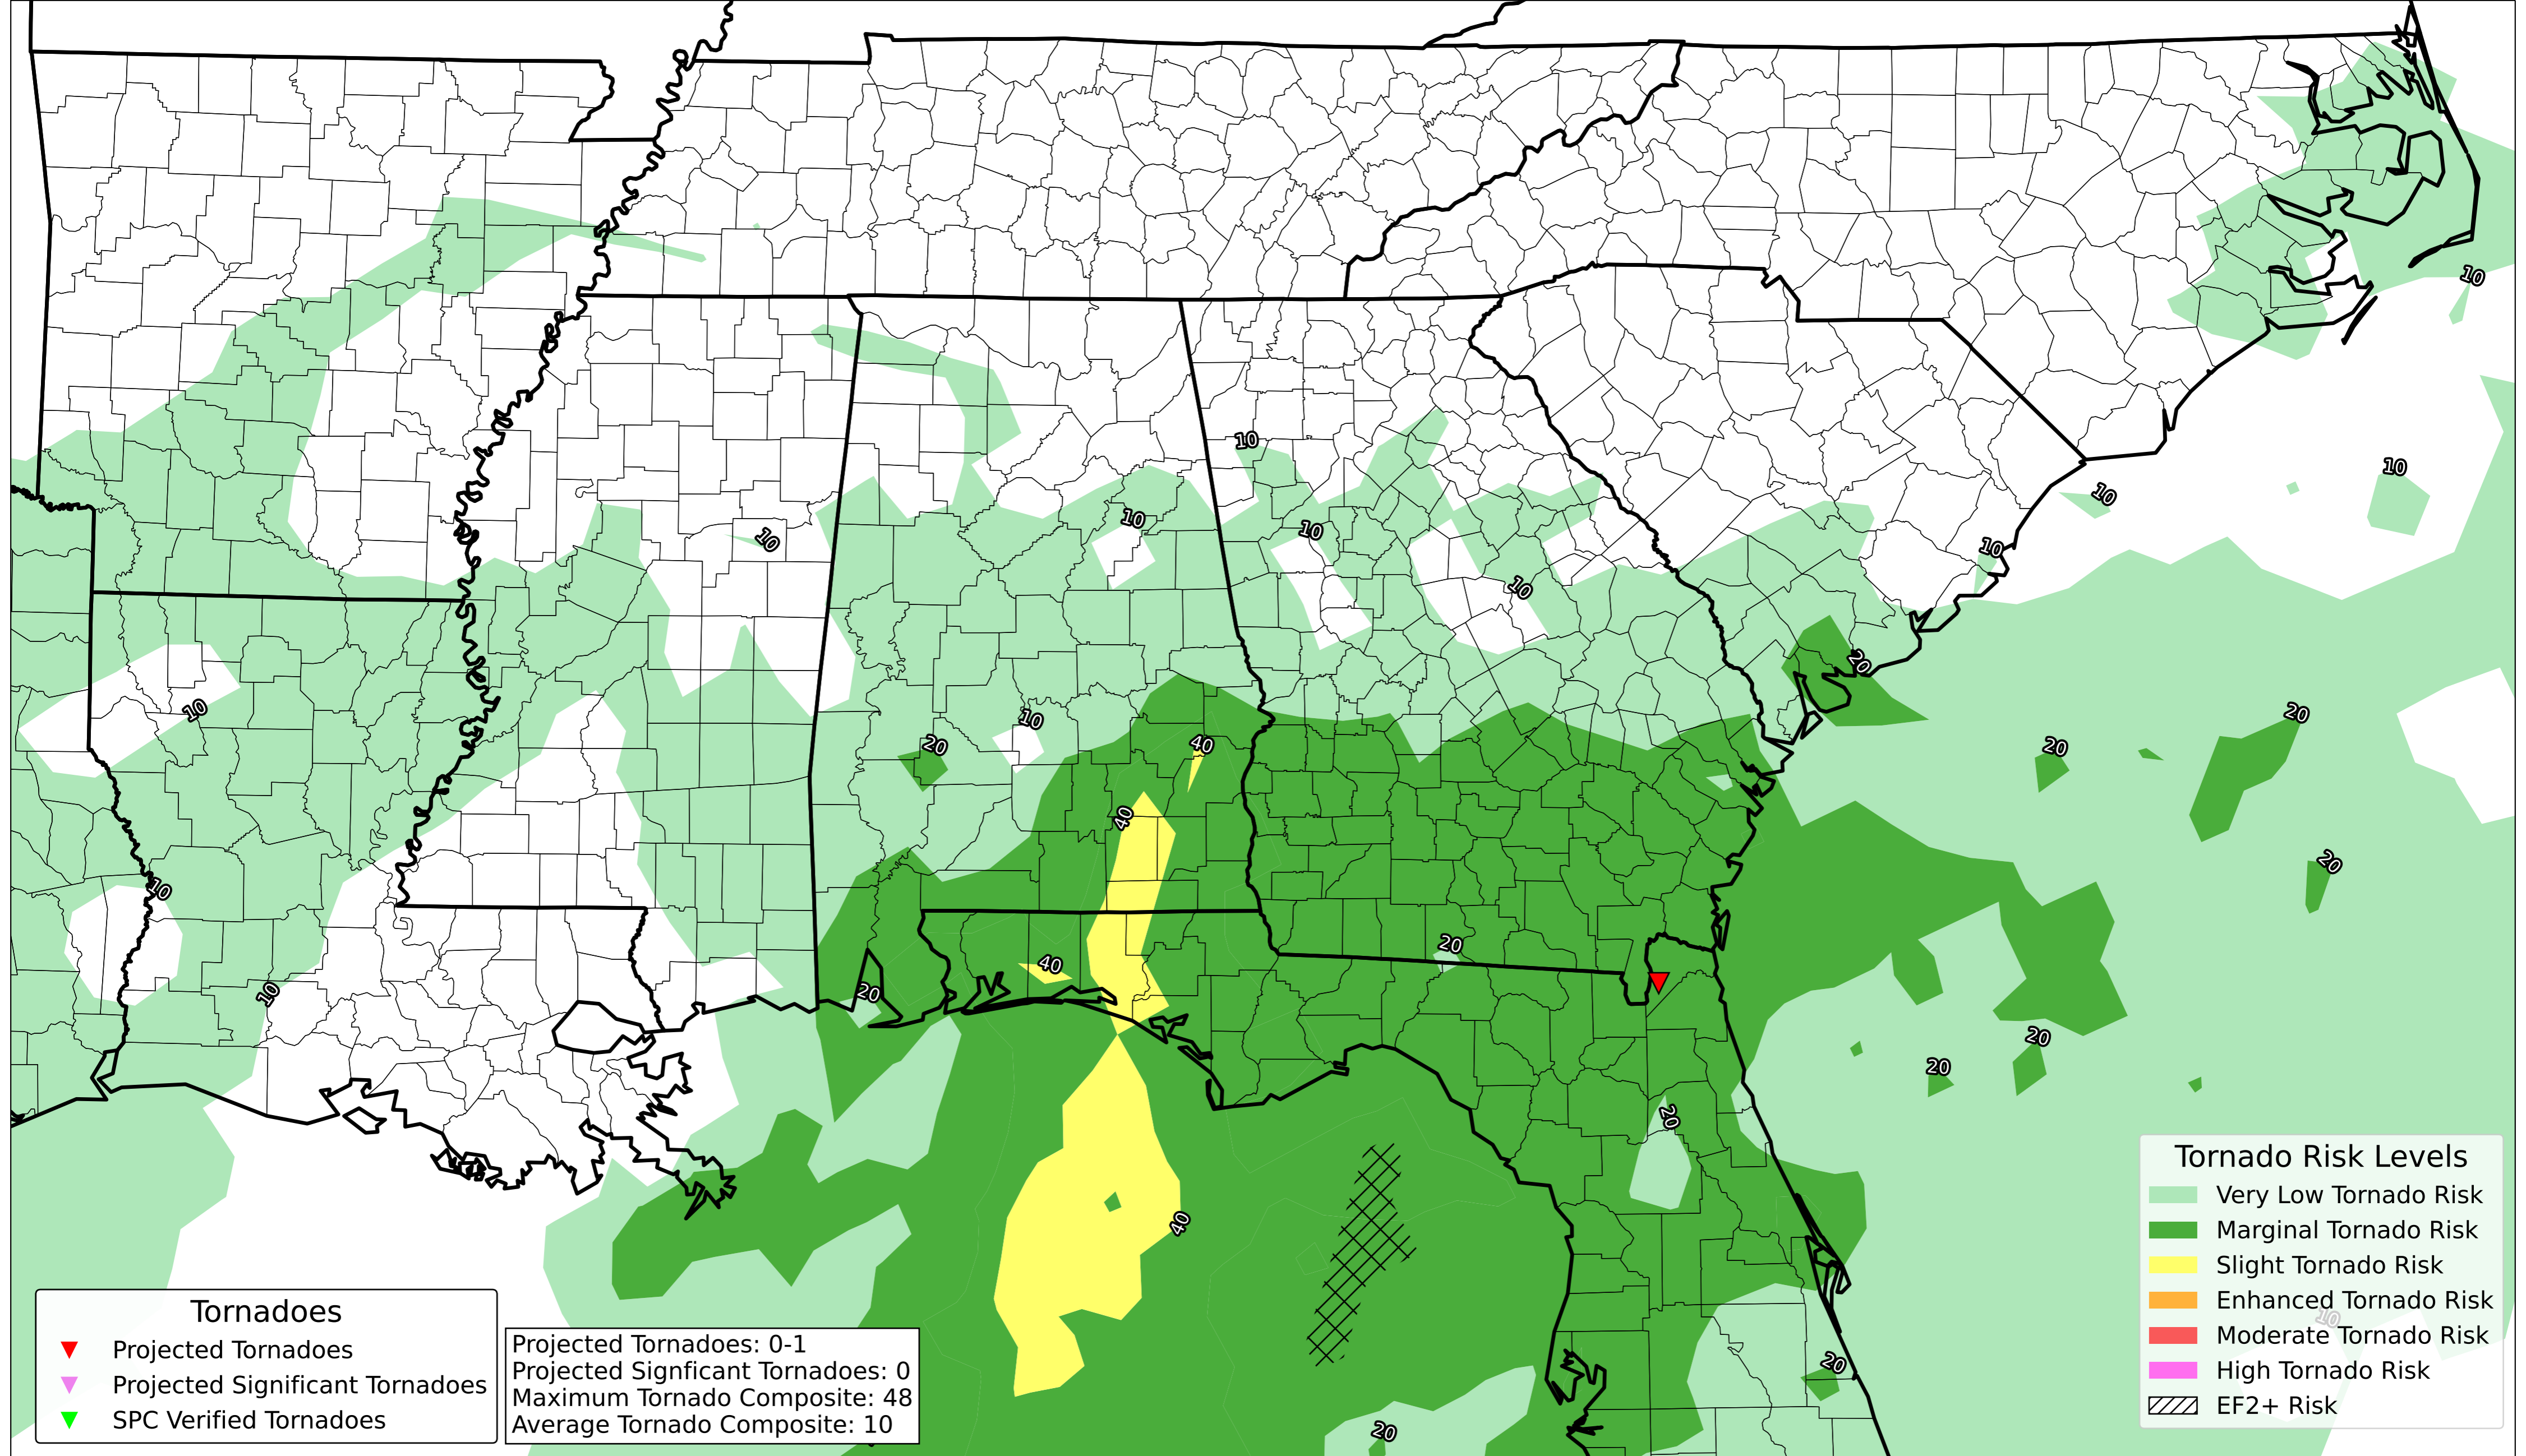 10
10
10
10
10
10
10
10
10
20
10
20
10
20
20
40
40
20
10
20
40
10
20
20
20
20
40
10
20
20
Tornado Risk Levels
Very Low Tornado Risk
Marginal Tornado Risk
Slight Tornado Risk
Enhanced Tornado Risk
Moderate Tornado Risk
High Tornado Risk
EF2+ Risk
Tornadoes
Projected Tornadoes
Projected Significant Tornadoes
SPC Verified Tornadoes
Projected Tornadoes: 0-1
Projected Signficant Tornadoes: 0
Maximum Tornado Composite: 48
Average Tornado Composite: 10